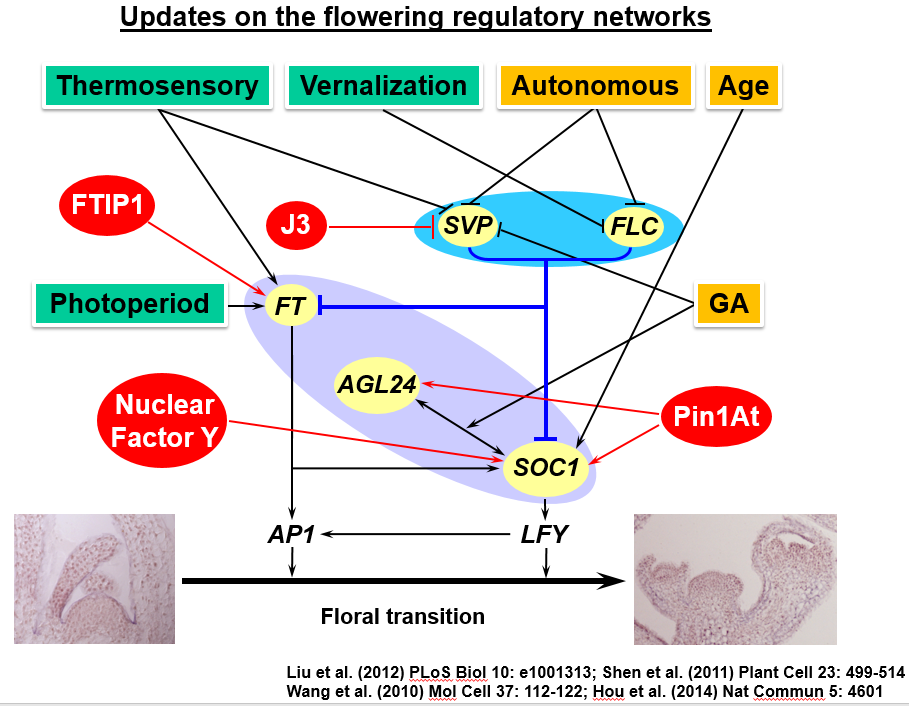 Updates on the flowering regulatory networks
Thermosensory
Vernalization
Autonomous
Age
FTIP1
J3
SVP
FLC
Photoperiod
FT
GA
AGL24
Nuclear
Factor Y
Pin1At
SOC1
AP1
LFY
Floral transition
Liu et al. (2012) PLoS Biol 10: e1001313; Shen et al. (2011) Plant Cell 23: 499-514
Wang et al. (2010) Mol Cell 37: 112-122; Hou et al. (2014) Nat Commun 5: 4601